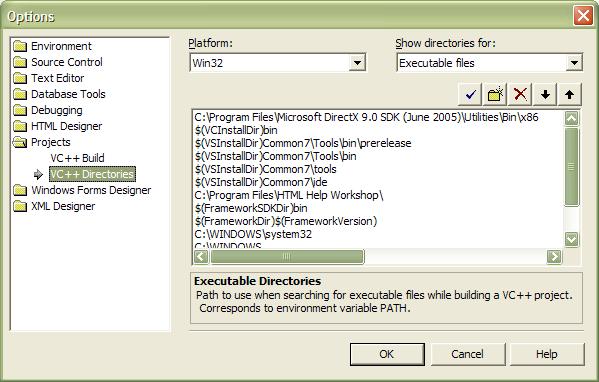 Options
Environment
Source Control
Text Editor
Database Tools
Debugging
HTML Designer
Projects
VC++ Build
VC++ Directories
Windows Forms Designer
XML Designer
Platform:
Win32
Show directories for:
Executable files
C:\Program Files\Microsoft DirectX 9.0 SDK (June 2005)\Utilities\Bin\x86
$(VCInstallDir)bin
$(VSInstallDir)Common7\Tools\bin\prerelease
$(VSInstallDir)Common7\Tools\bin
$(VSInstallDir)Common7\tools
$(VSInstallDir)Common7\ide
C:\Program Files\HTML Help Workshop\
$(FrameworkSDKDir)bin
$(FrameworkDir)$(FrameworkVersion)
C:\WINDOWS\system32
C:\WINDOWS
Executable Directories
Path to use when searching for executable files while building a VC++ project.
Corresponds to environment variable PATH.
OK
Cancel
Help